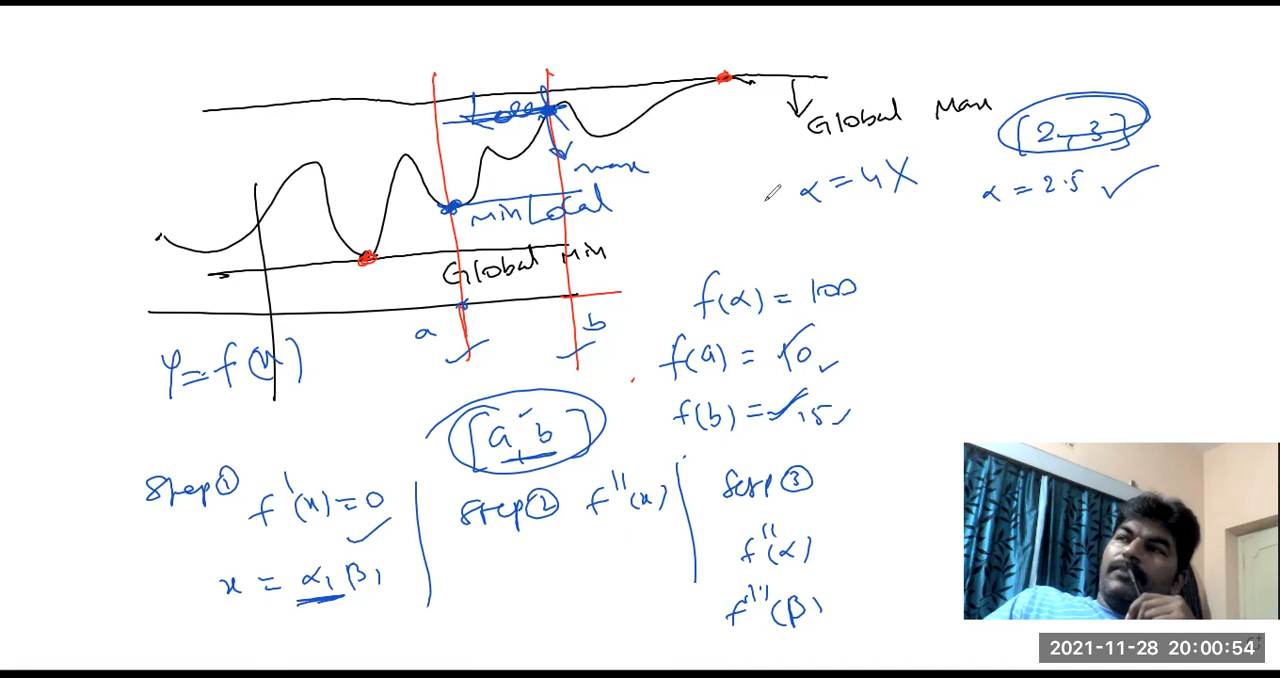 Local
max
Global Max
[2, 3]
α = 4 X
α = 2.5 ✓
Min Local
Global Min
a
b
y = f(x)
f(α) = 100
f(a) = 10 ✓
f(b) = 15 ✓
[a, b]
Step ①
f'(x) = 0
x = α, β,
Step ② f''(x)
Step ③
f''(α)
f''(β)
2021-11-28 20:00:54